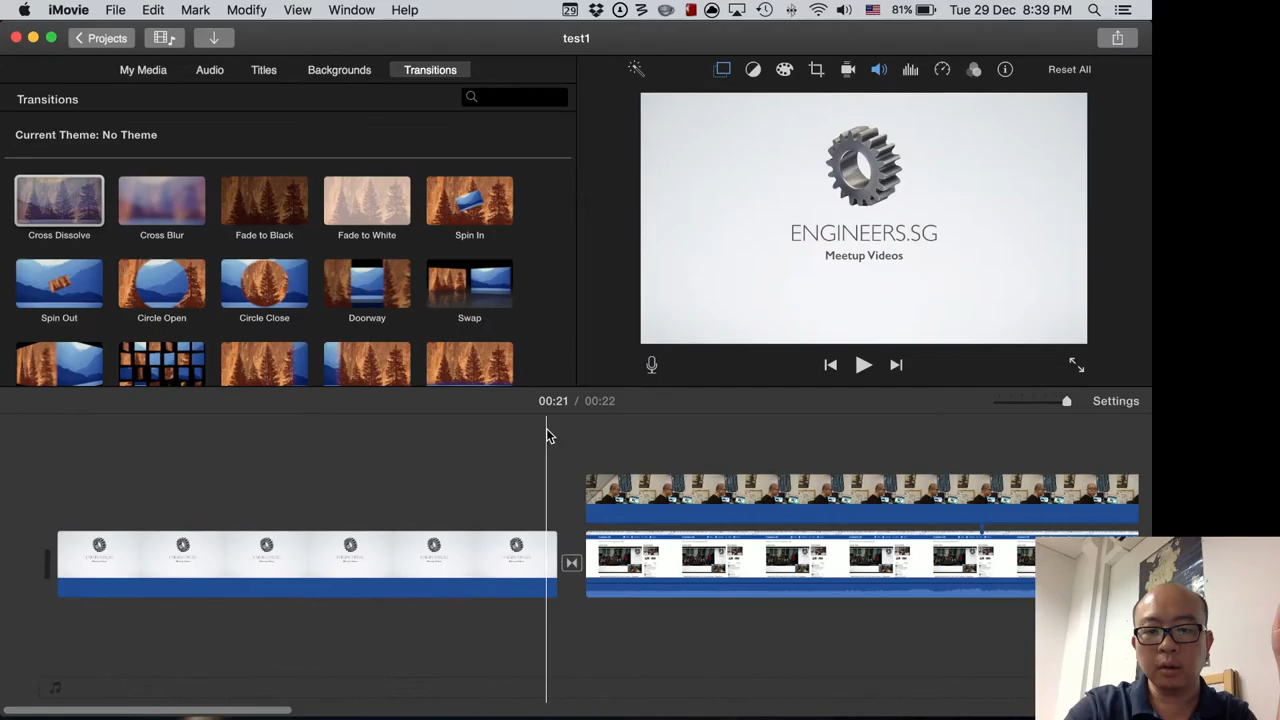 iMovie File Edit Mark Modify View Window Help 29 81% Tue 29 Dec 8:39 PM
Projects test1
My Media Audio Titles Backgrounds Transitions Reset All
Transitions
Current Theme: No Theme
Cross Dissolve Cross Blur Fade to Black Fade to White Spin In
Spin Out Circle Open Circle Close Doorway Swap
ENGINEERS.SG
Meetup Videos
00:21 / 00:22 Settings